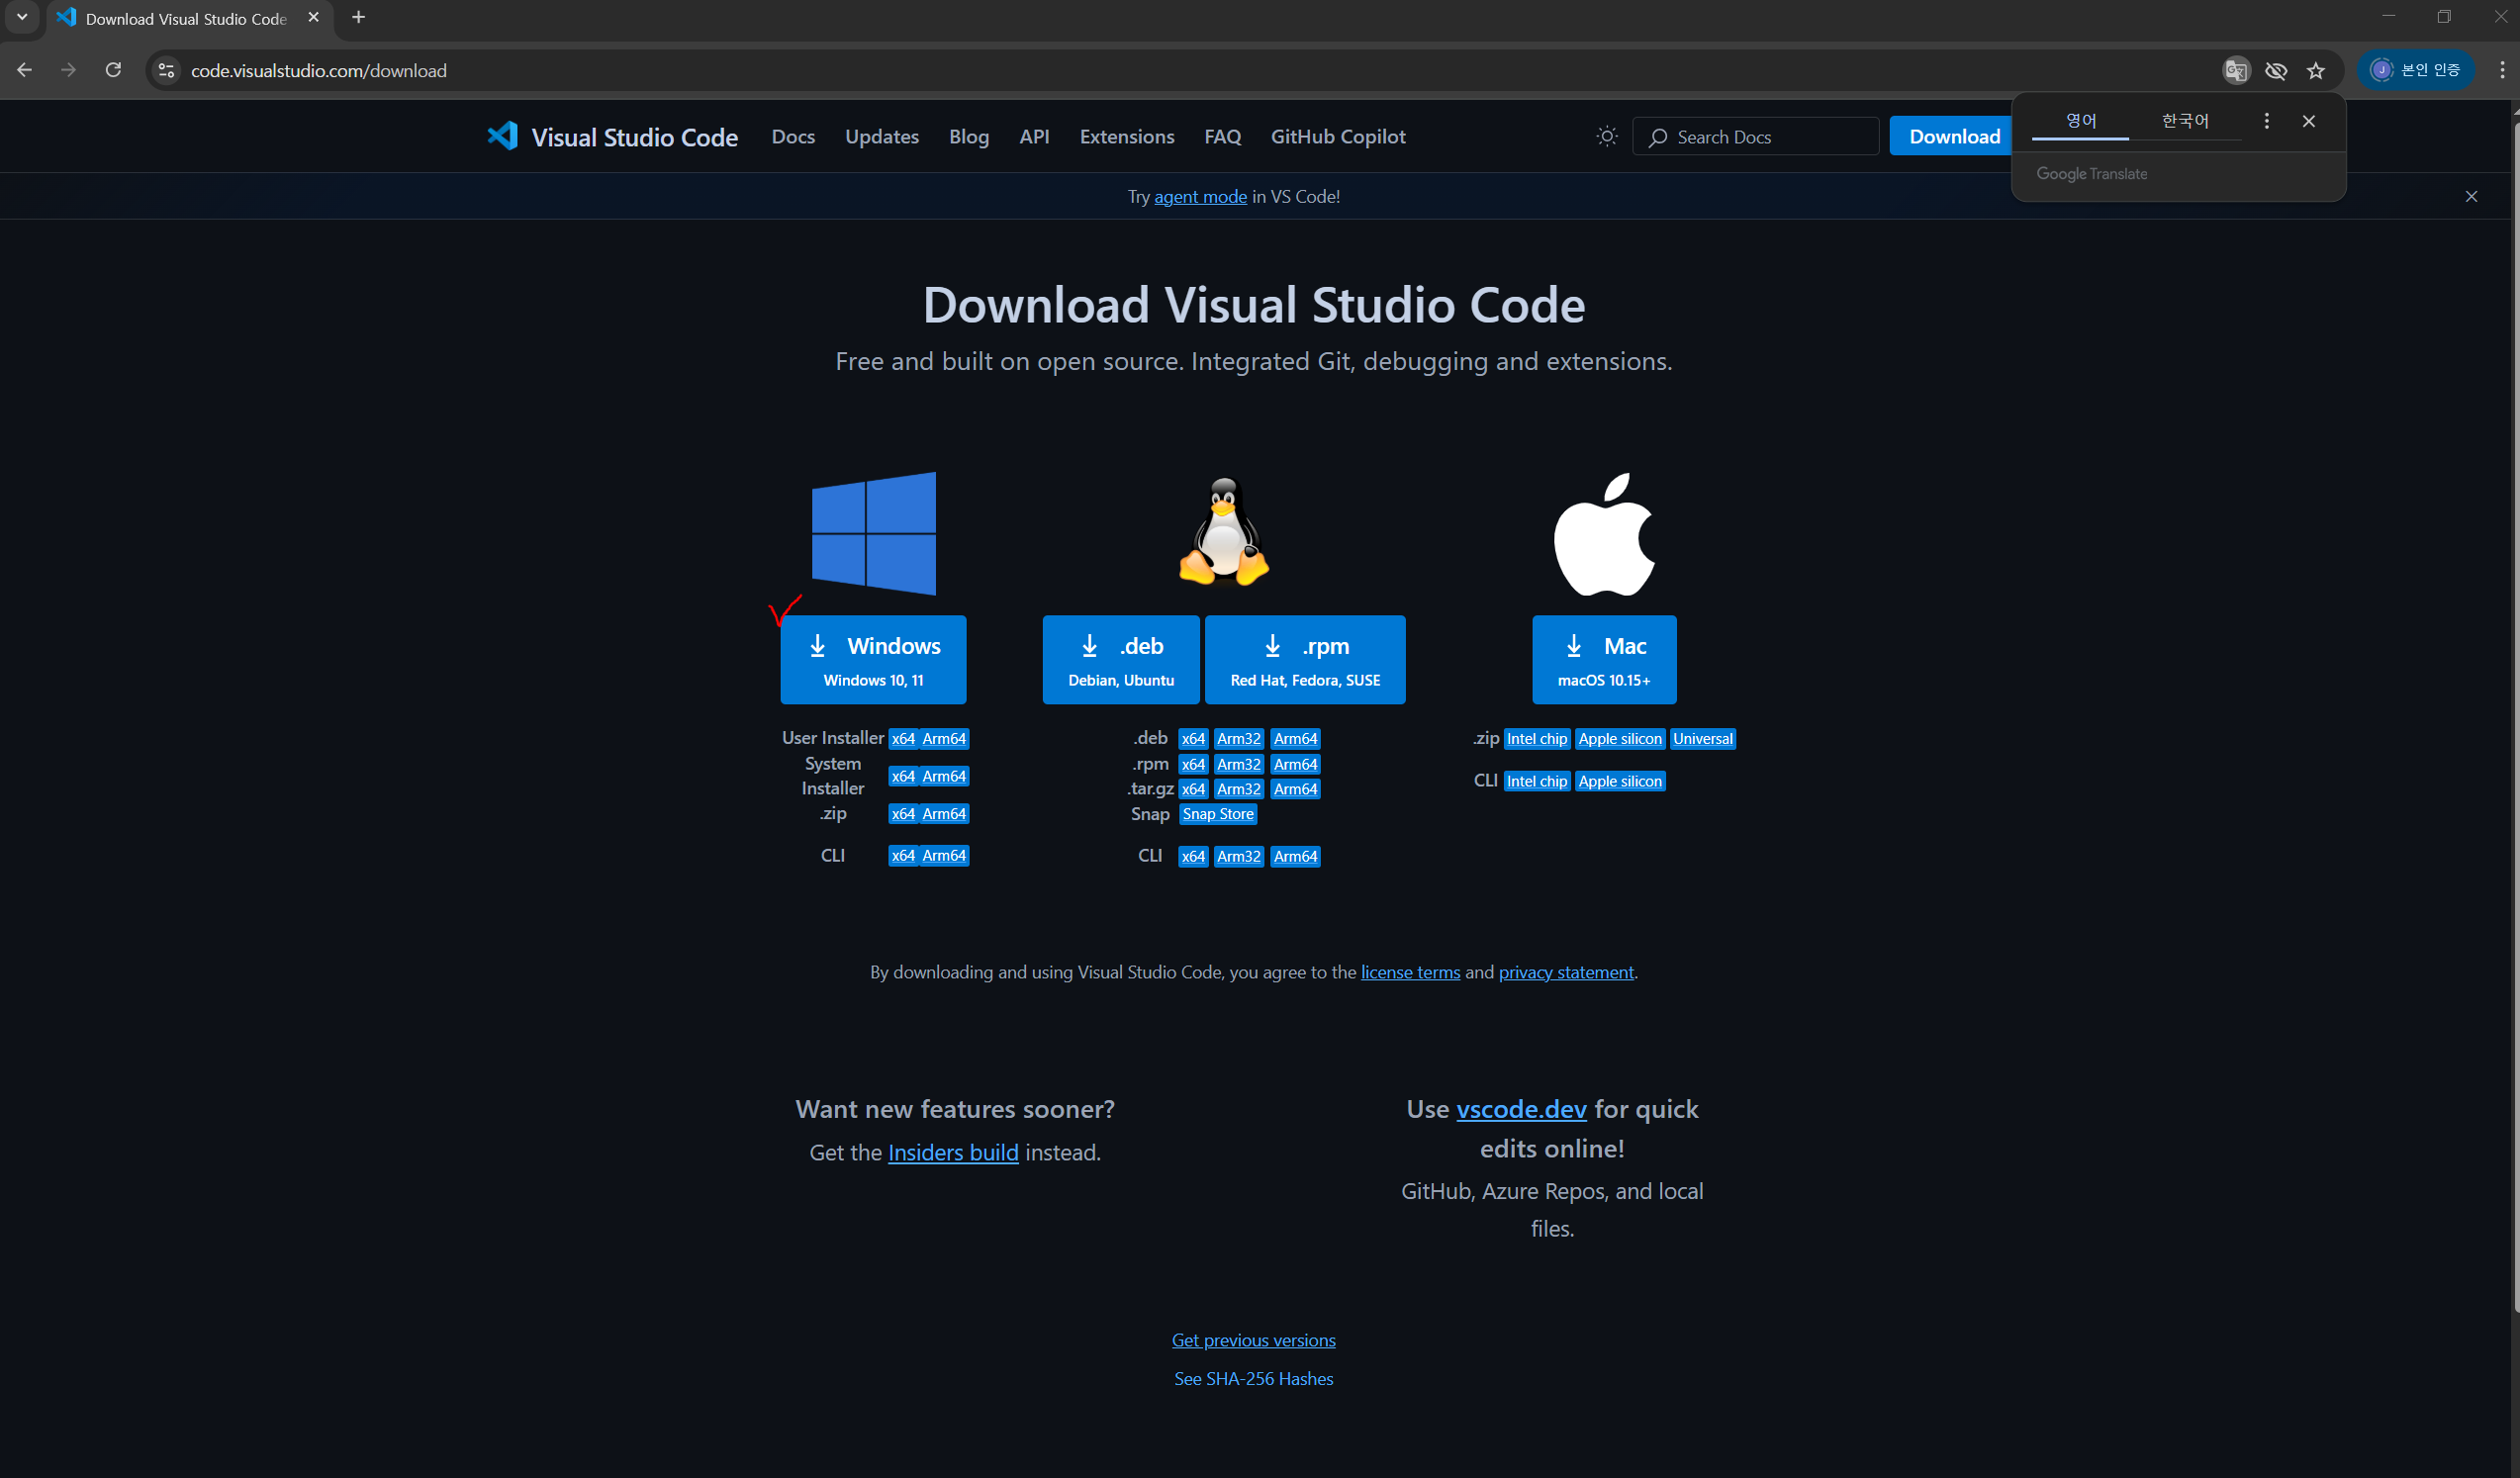 Download Visual Studio Code
code.visualstudio.com/download
본인 인증
Visual Studio Code Docs Updates Blog API Extensions FAQ GitHub Copilot Search Docs Download
영어 한국어
Google Translate
Try agent mode in VS Code!
Download Visual Studio Code
Free and built on open source. Integrated Git, debugging and extensions.
Windows
Windows 10, 11
User Installer x64 Arm64
System
Installer x64 Arm64
.zip x64 Arm64
CLI x64 Arm64
.deb
Debian, Ubuntu
.rpm
Red Hat, Fedora, SUSE
.deb x64 Arm32 Arm64
.rpm x64 Arm32 Arm64
.tar.gz x64 Arm32 Arm64
Snap Snap Store
CLI x64 Arm32 Arm64
Mac
macOS 10.15+
.zip Intel chip Apple silicon Universal
CLI Intel chip Apple silicon
By downloading and using Visual Studio Code, you agree to the license terms and privacy statement.
Want new features sooner?
Get the Insiders build instead.
Use vscode.dev for quick
edits online!
GitHub, Azure Repos, and local
files.
Get previous versions
See SHA-256 Hashes